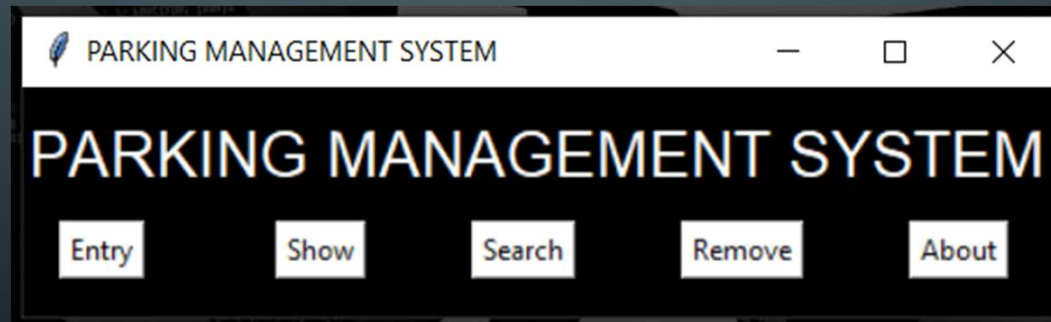 PARKING MANAGEMENT SYSTEM
PARKING MANAGEMENT SYSTEM
Entry Show Search Remove About